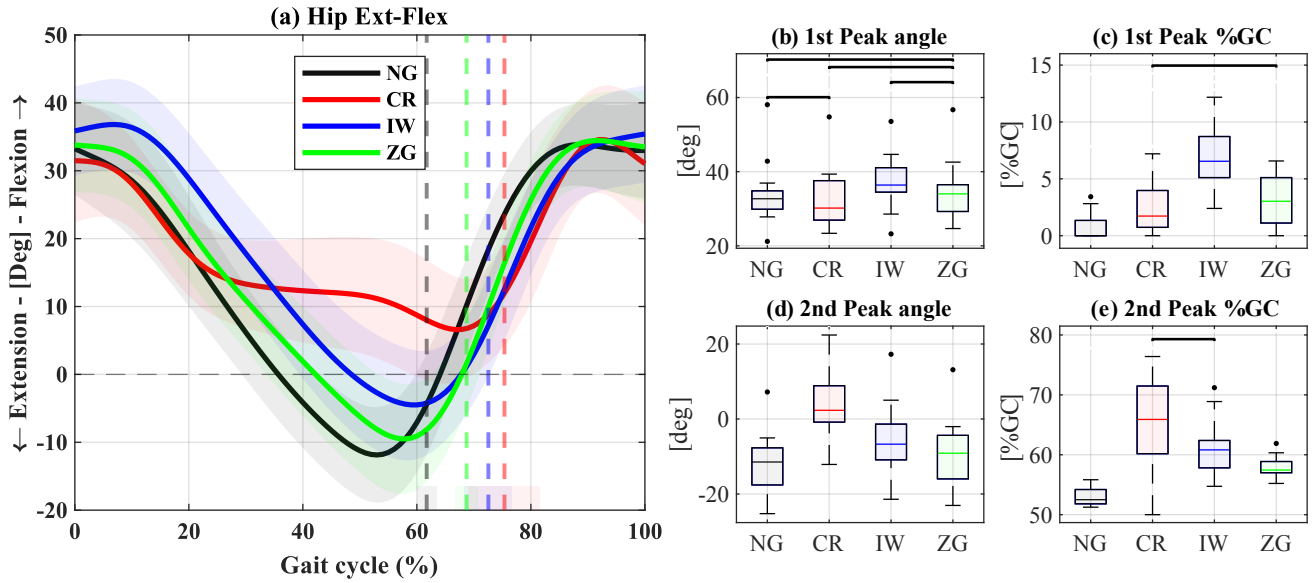 (a) Hip Ext-Flex
← Extension - [Deg] - Flexion →
50
40
30
20
10
0
-10
-20
0
20
40
60
80
100
Gait cycle (%)
NG
CR
IW
ZG
(b) 1st Peak angle
[deg]
60
40
20
NG
CR
IW
ZG
(c) 1st Peak %GC
[%GC]
15
10
5
0
NG
CR
IW
ZG
(d) 2nd Peak angle
[deg]
20
0
-20
NG
CR
IW
ZG
(e) 2nd Peak %GC
[%GC]
80
70
60
50
NG
CR
IW
ZG